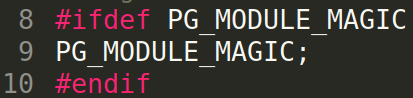 8 #ifdef PG_MODULE_MAGIC
9 PG_MODULE_MAGIC;
10 #endif